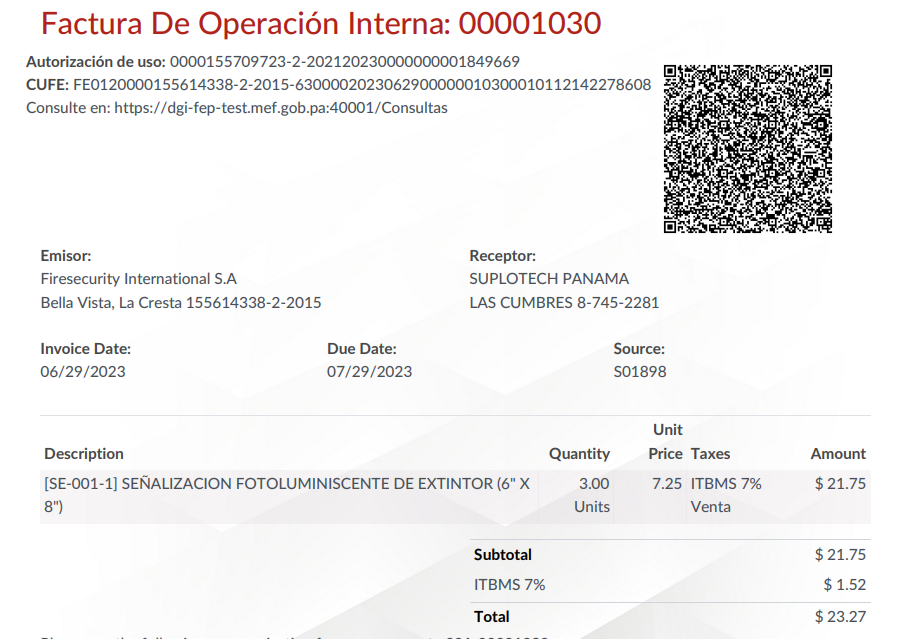 Factura De Operación Interna: 00001030
Autorización de uso: 0000155709723-2-2021202300000000001849669
CUFE: FE0120000155614338-2-2015-6300002023062900000010300010112142278608
Consulte en: https://dgi-fep-test.mef.gob.pa:40001/Consultas
Emisor:
Firesecurity International S.A
Bella Vista, La Cresta 155614338-2-2015
Receptor:
SUPLOTECH PANAMA
LAS CUMBRES 8-745-2281
Invoice Date:
06/29/2023
Due Date:
07/29/2023
Source:
S01898
Description Quantity Unit Price Taxes Amount
[SE-001-1] SEÑALIZACION FOTOLUMINISCENTE DE EXTINTOR (6" X 8") 3.00 Units 7.25 ITBMS 7% Venta $ 21.75
Subtotal $ 21.75
ITBMS 7% $ 1.52
Total $ 23.27